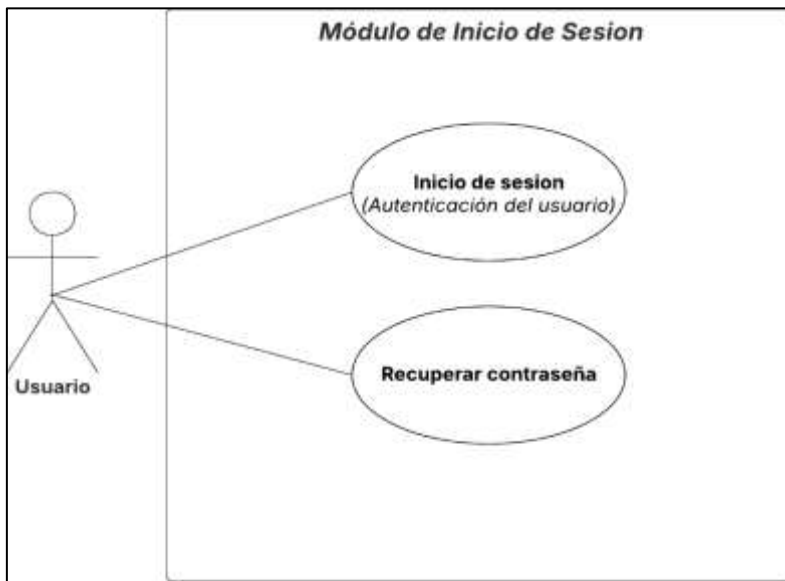 Módulo de Inicio de Sesion
Inicio de sesion
(Autenticación del usuario)
Recuperar contraseña
Usuario